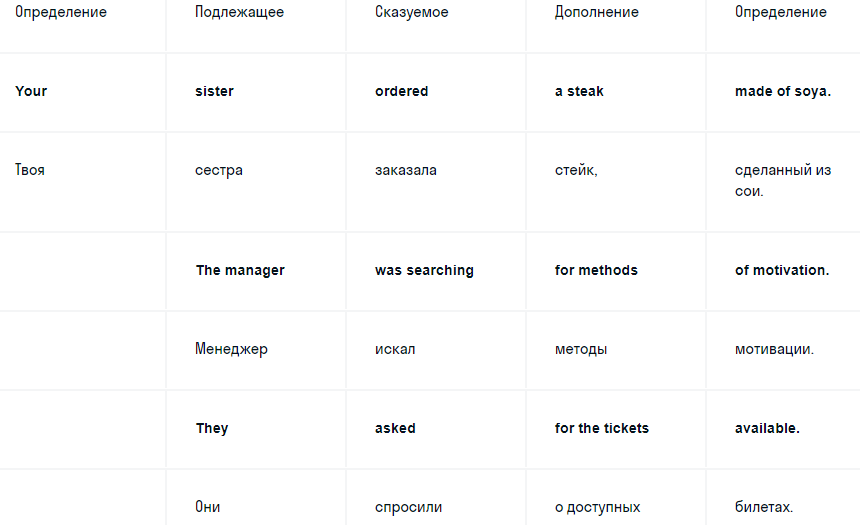 Определение Подлежащее Сказуемое Дополнение Определение
Your sister ordered a steak made of soya.
Твоя сестра заказала стейк, сделанный из
сои.
The manager was searching for methods of motivation.
Менеджер искал методы мотивации.
They asked for the tickets available.
Они спросили о доступных билетах.